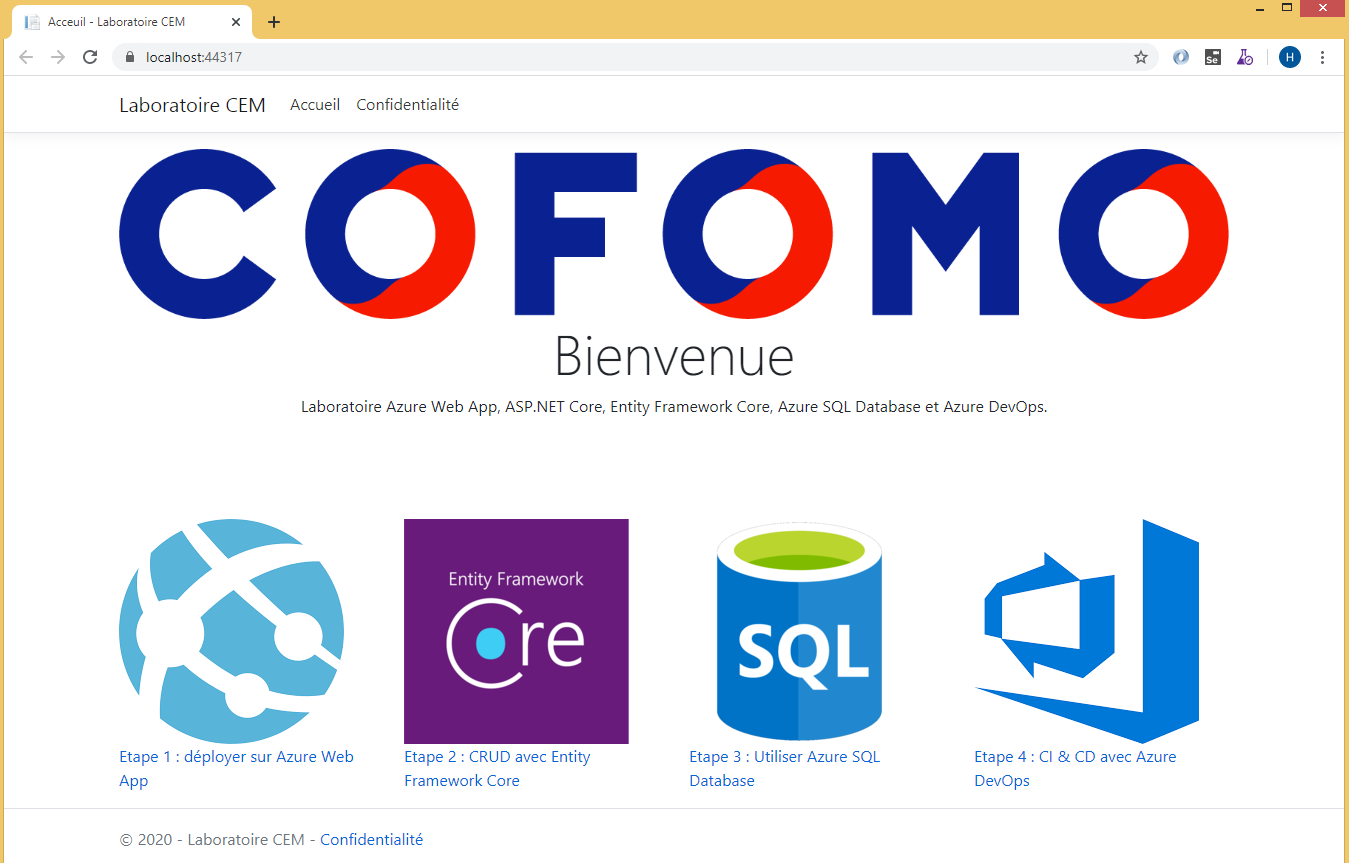 Acceuil - Laboratoire CEM
localhost:44317
Se
H
Laboratoire CEM Accueil Confidentialité
COFOMO
Bienvenue
Laboratoire Azure Web App, ASP.NET Core, Entity Framework Core, Azure SQL Database et Azure DevOps.
Entity Framework
Core
SQL
Etape 1 : déployer sur Azure Web
App
Etape 2 : CRUD avec Entity
Framework Core
Etape 3 : Utiliser Azure SQL
Database
Etape 4 : CI & CD avec Azure
DevOps
© 2020 - Laboratoire CEM - Confidentialité